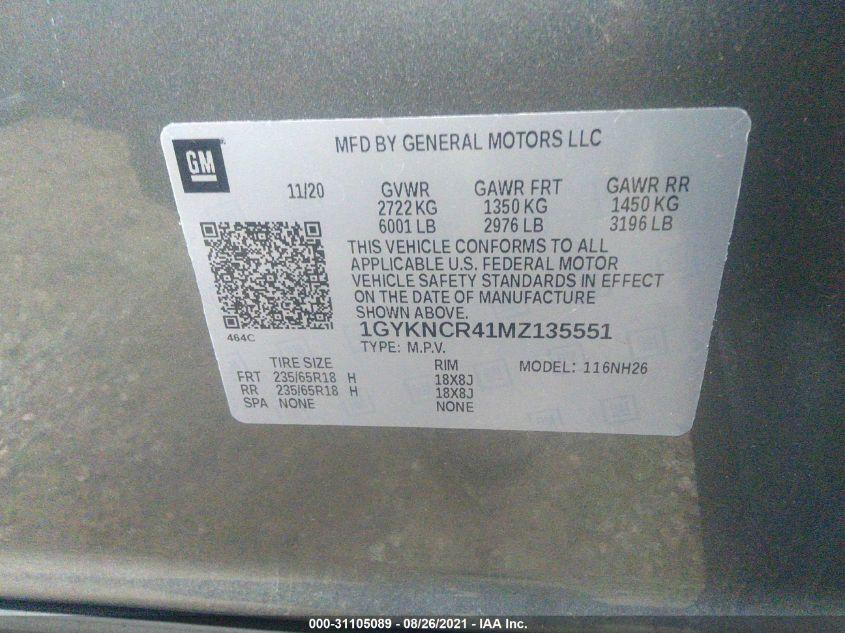 MFD BY GENERAL MOTORS LLC
GM
11/20 GVWR GAWR FRT GAWR RR
2722 KG 1350 KG 1450 KG
6001 LB 2976 LB 3196 LB
THIS VEHICLE CONFORMS TO ALL
APPLICABLE U.S. FEDERAL MOTOR
VEHICLE SAFETY STANDARDS IN EFFECT
ON THE DATE OF MANUFACTURE
SHOWN ABOVE.
464C
1GYKNCR41MZ135551
TYPE: M.P.V.
TIRE SIZE RIM MODEL: 116NH26
FRT 235/65R18 H 18X8J
RR 235/65R18 H 18X8J
SPA NONE NONE
000-31105089 - 08/26/2021 - IAA Inc.